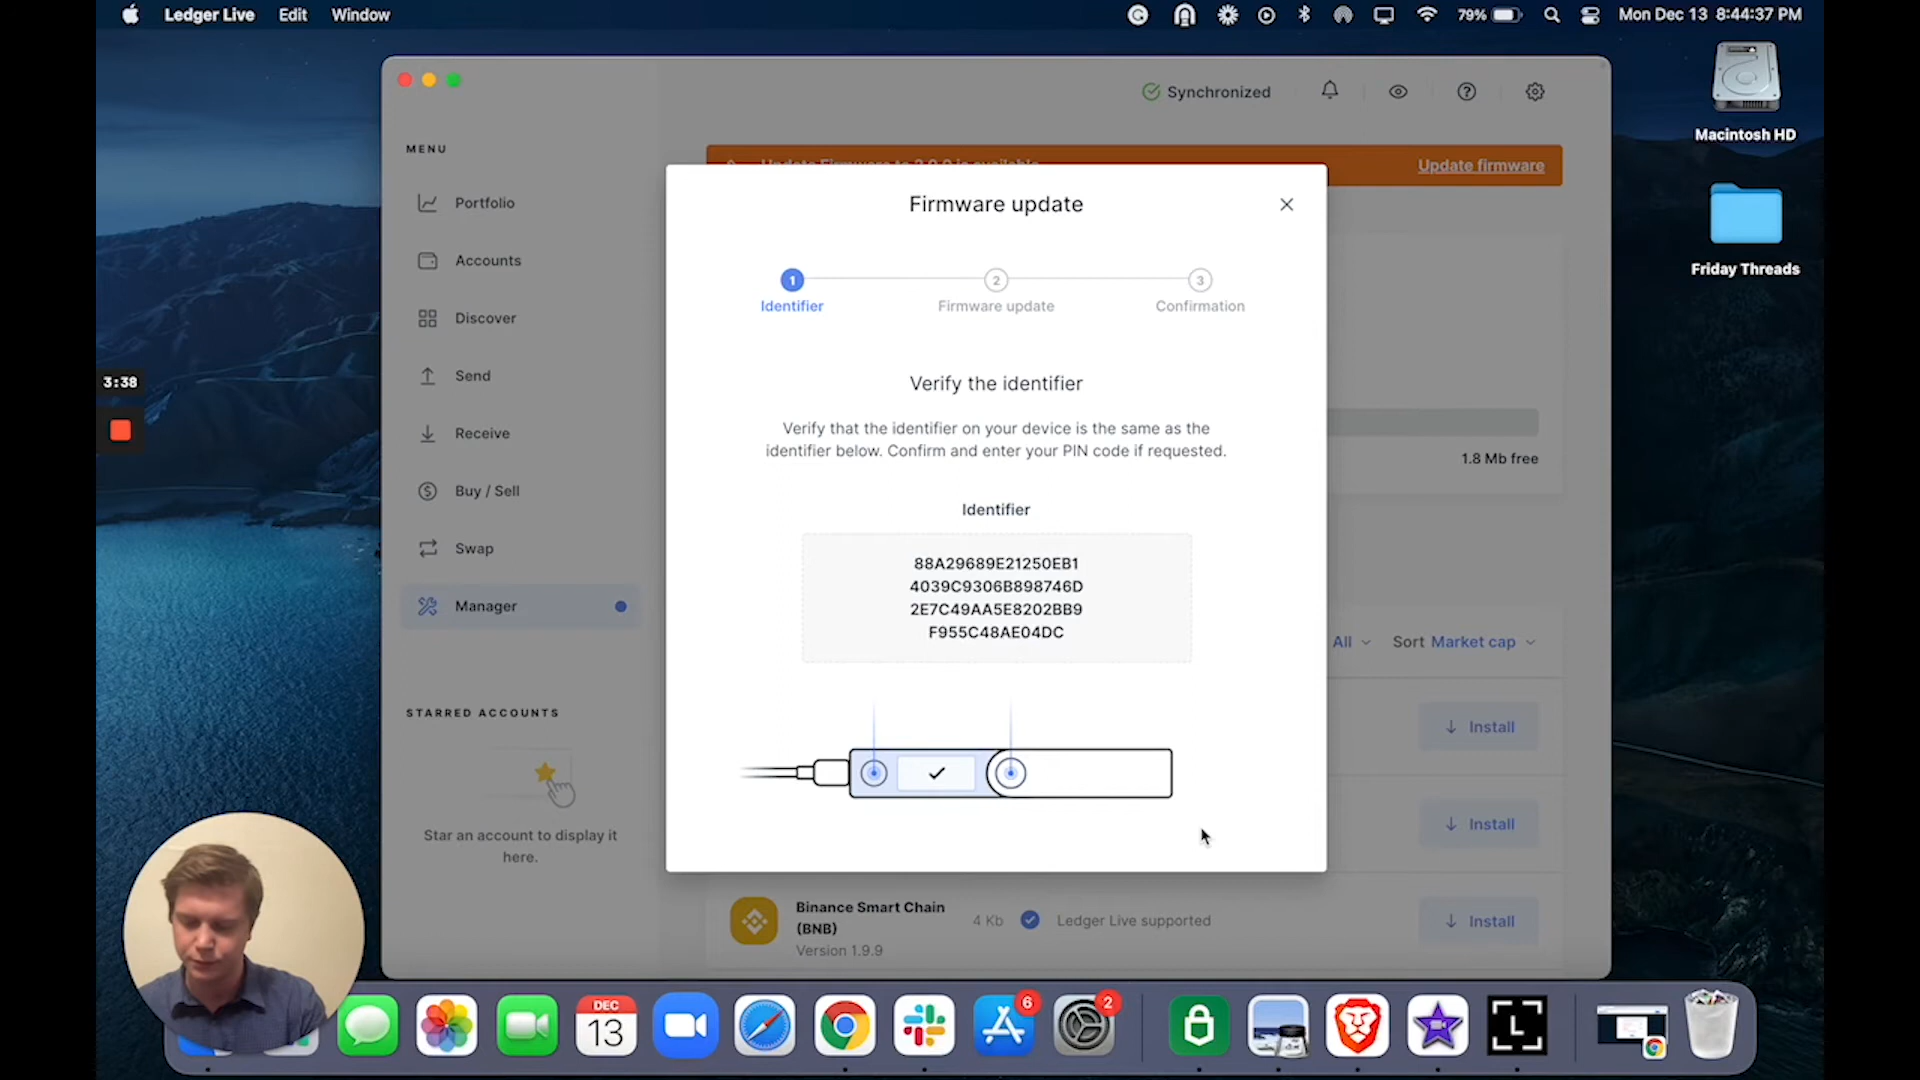 Ledger Live Edit Window
79% Mon Dec 13 8:44:37 PM
Synchronized
Macintosh HD
MENU
Update firmware
Firmware update
Portfolio
Friday Threads
Accounts
1 2 3
Identifier Firmware update Confirmation
Discover
3:38
Send
Verify the identifier
Verify that the identifier on your device is the same as the
identifier below. Confirm and enter your PIN code if requested.
Receive
1.8 Mb free
Buy / Sell
Identifier
Swap
88A29689E21250EB1
4039C9306B898746D
2E7C49AA5E8202BB9
F955C48AE04DC
Manager
All Sort Market cap
STARRED ACCOUNTS
Install
Install
Star an account to display it
here.
Binance Smart Chain
(BNB)
Version 1.9.9
4 Kb Ledger Live supported
Install
DEC
13
6
2
L